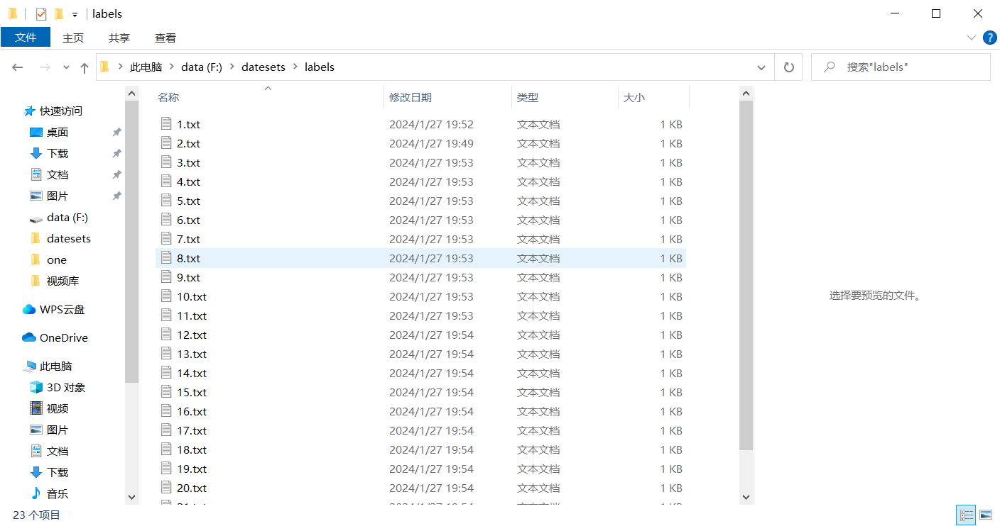 labels
文件 主页 共享 查看
此电脑 data (F:) datesets labels 搜索"labels"
名称 修改日期 类型 大小
快速访问
桌面
下载
文档
图片
data (F:)
datesets
one
视频库
WPS云盘
OneDrive
此电脑
3D 对象
视频
图片
文档
下载
音乐
1.txt 2024/1/27 19:52 文本文档 1 KB
2.txt 2024/1/27 19:49 文本文档 1 KB
3.txt 2024/1/27 19:53 文本文档 1 KB
4.txt 2024/1/27 19:53 文本文档 1 KB
5.txt 2024/1/27 19:53 文本文档 1 KB
6.txt 2024/1/27 19:53 文本文档 1 KB
7.txt 2024/1/27 19:53 文本文档 1 KB
8.txt 2024/1/27 19:53 文本文档 1 KB
9.txt 2024/1/27 19:53 文本文档 1 KB
10.txt 2024/1/27 19:53 文本文档 1 KB
11.txt 2024/1/27 19:53 文本文档 1 KB
12.txt 2024/1/27 19:54 文本文档 1 KB
13.txt 2024/1/27 19:54 文本文档 1 KB
14.txt 2024/1/27 19:54 文本文档 1 KB
15.txt 2024/1/27 19:54 文本文档 1 KB
16.txt 2024/1/27 19:54 文本文档 1 KB
17.txt 2024/1/27 19:54 文本文档 1 KB
18.txt 2024/1/27 19:54 文本文档 1 KB
19.txt 2024/1/27 19:54 文本文档 1 KB
20.txt 2024/1/27 19:54 文本文档 1 KB
选择要预览的文件。
23 个项目